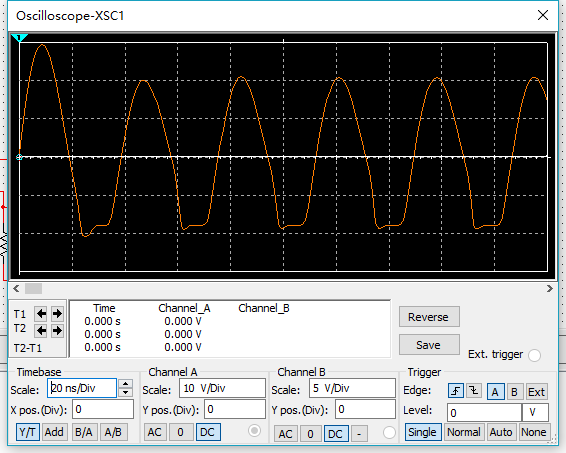 Oscilloscope-XSC1
1
T1
T2
T2-T1
Time Channel_A Channel_B
0.000 s 0.000 V
0.000 s 0.000 V
0.000 s 0.000 V
Reverse
Save
Ext. trigger
Timebase
Scale: 20 ns/Div
X pos.(Div): 0
Y/T Add B/A A/B
Channel A
Scale: 10 V/Div
Y pos.(Div): 0
AC 0 DC
Channel B
Scale: 5 V/Div
Y pos.(Div): 0
AC 0 DC -
Trigger
Edge: A B Ext
Level: 0 V
Single Normal Auto None